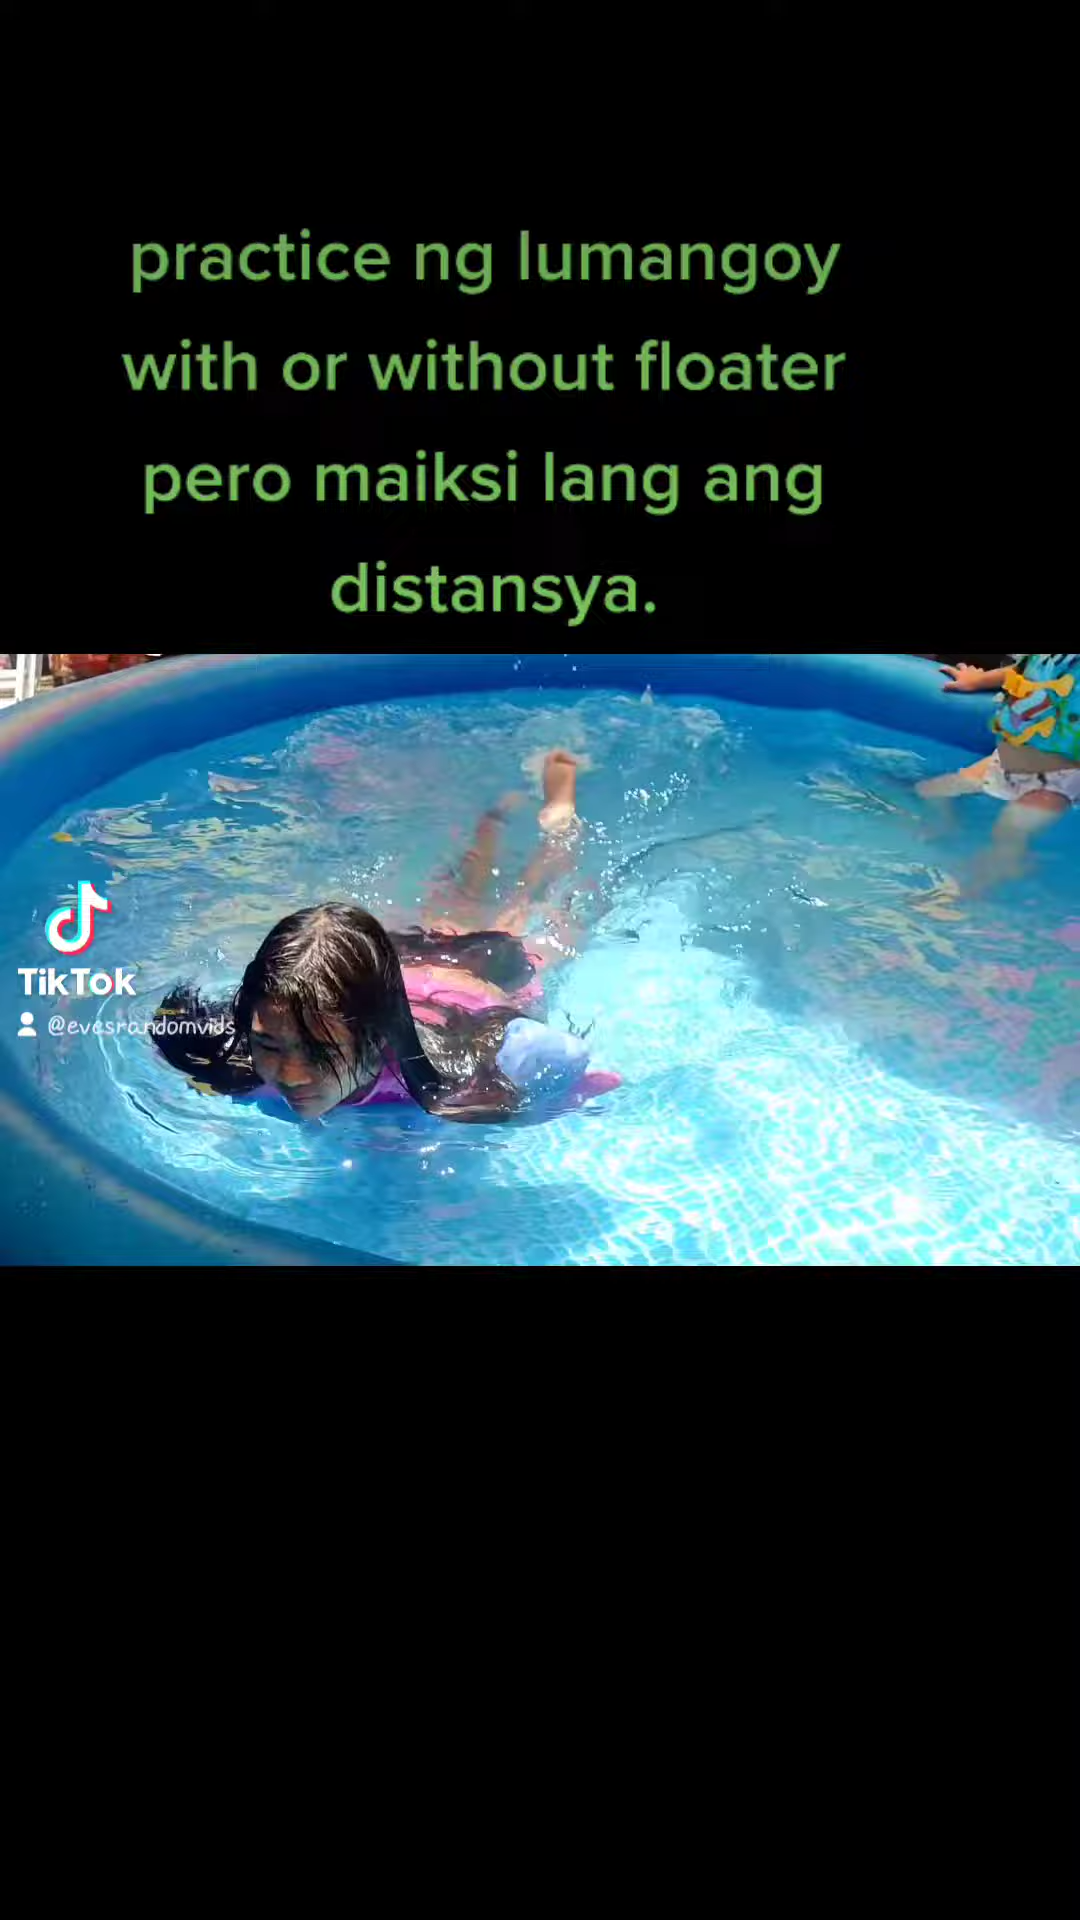 practice ng lumangoy
with or without floater
pero maiksi lang ang
distansya.
TikTok
@evesrandomvids